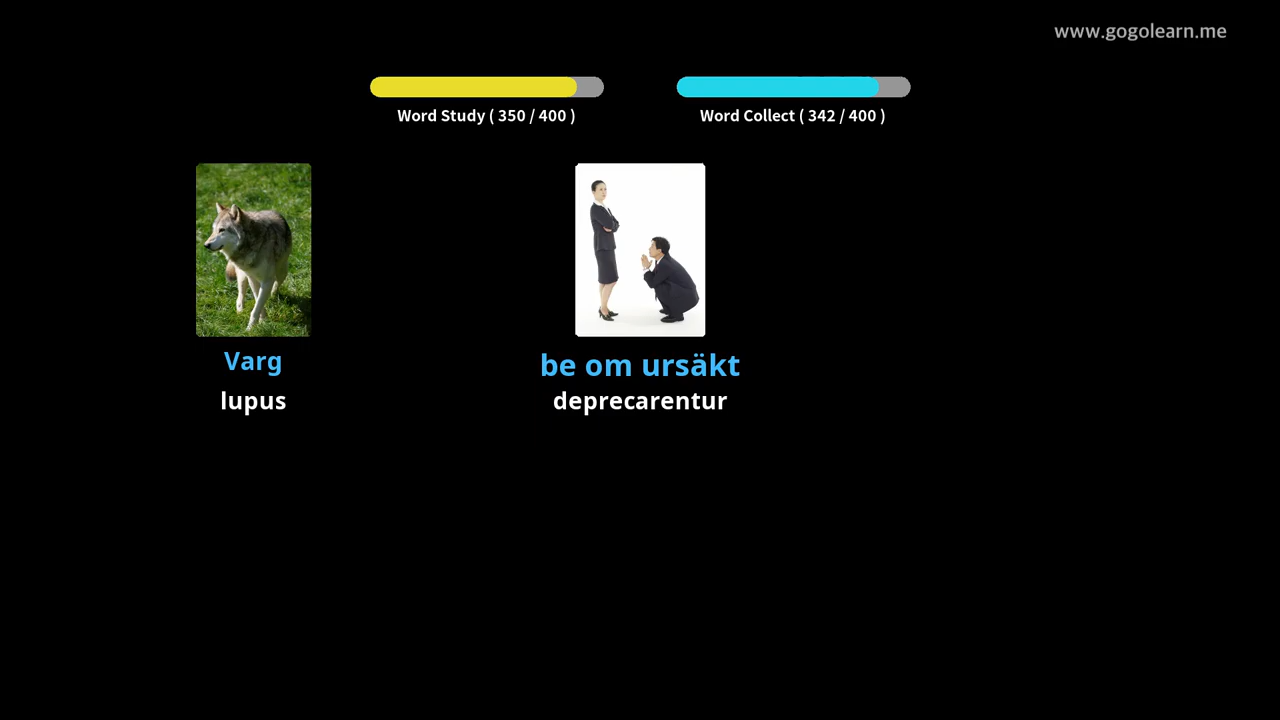 www.gogolearn.me
Word Study ( 350 / 400 )
Word Collect ( 342 / 400 )
Varg
lupus
be om ursäkt
deprecarentur